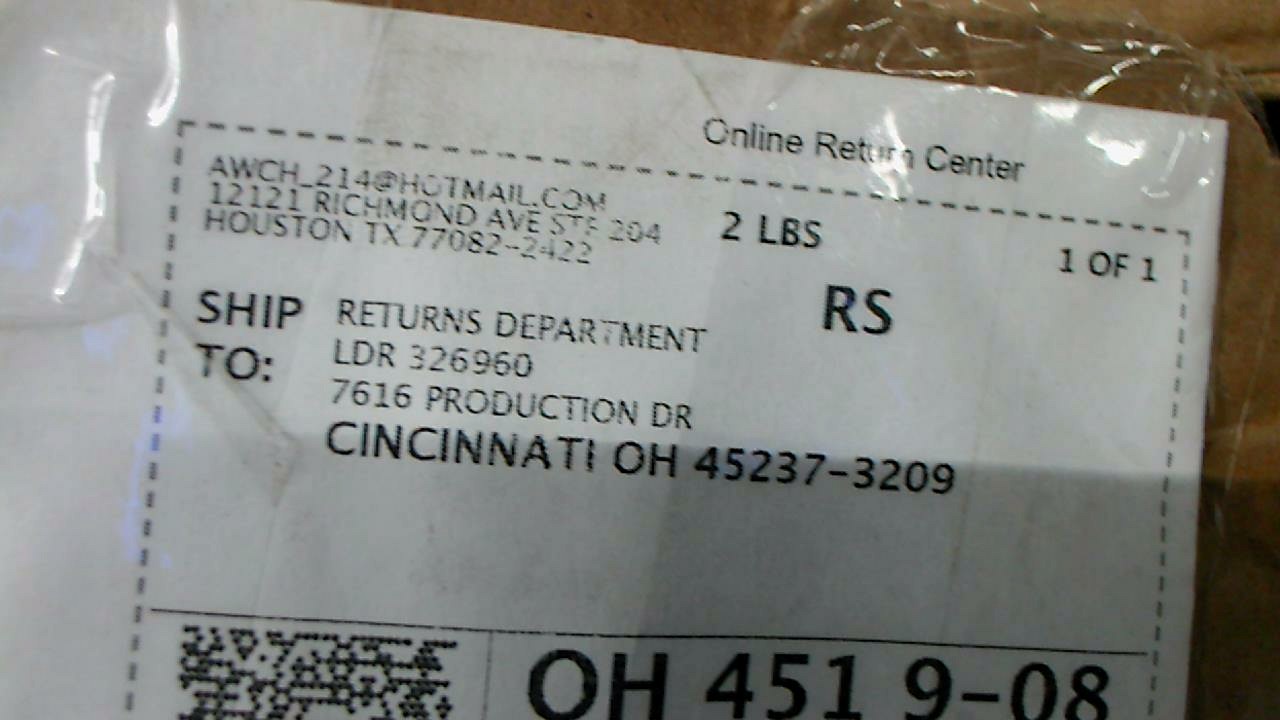 Online Return Center
AWCH_214@HOTMAIL.COM
12121 RICHMOND AVE STE 204
HOUSTON TX 77082-2422
2 LBS
1 OF 1
RS
SHIP TO:
RETURNS DEPARTMENT
LDR 326960
7616 PRODUCTION DR
CINCINNATI OH 45237-3209
OH 451 9-08